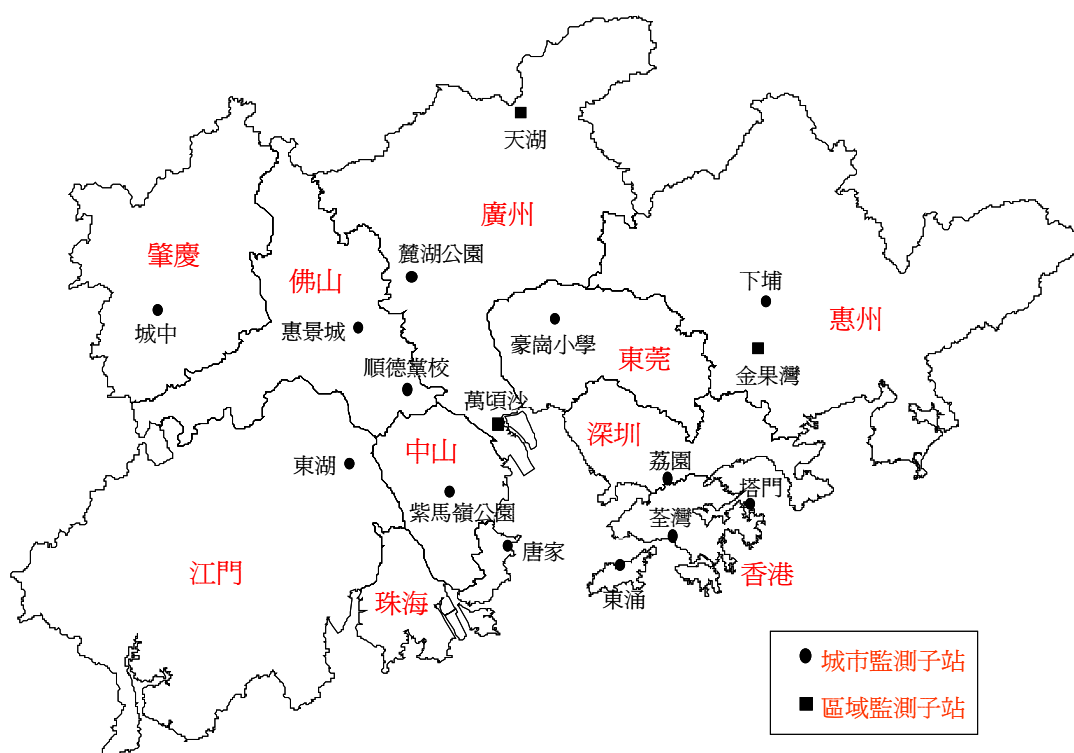 天湖
廣州
肇慶
麓湖公園
佛山
下埔
城中
惠景城
豪崗小學
惠州
東莞
順德黨校
金果灣
萬頃沙
中山
深圳
東湖
荔園
塔門
紫馬嶺公園
荃灣
唐家
江門
珠海
東涌
香港
城市監測子站
區域監測子站